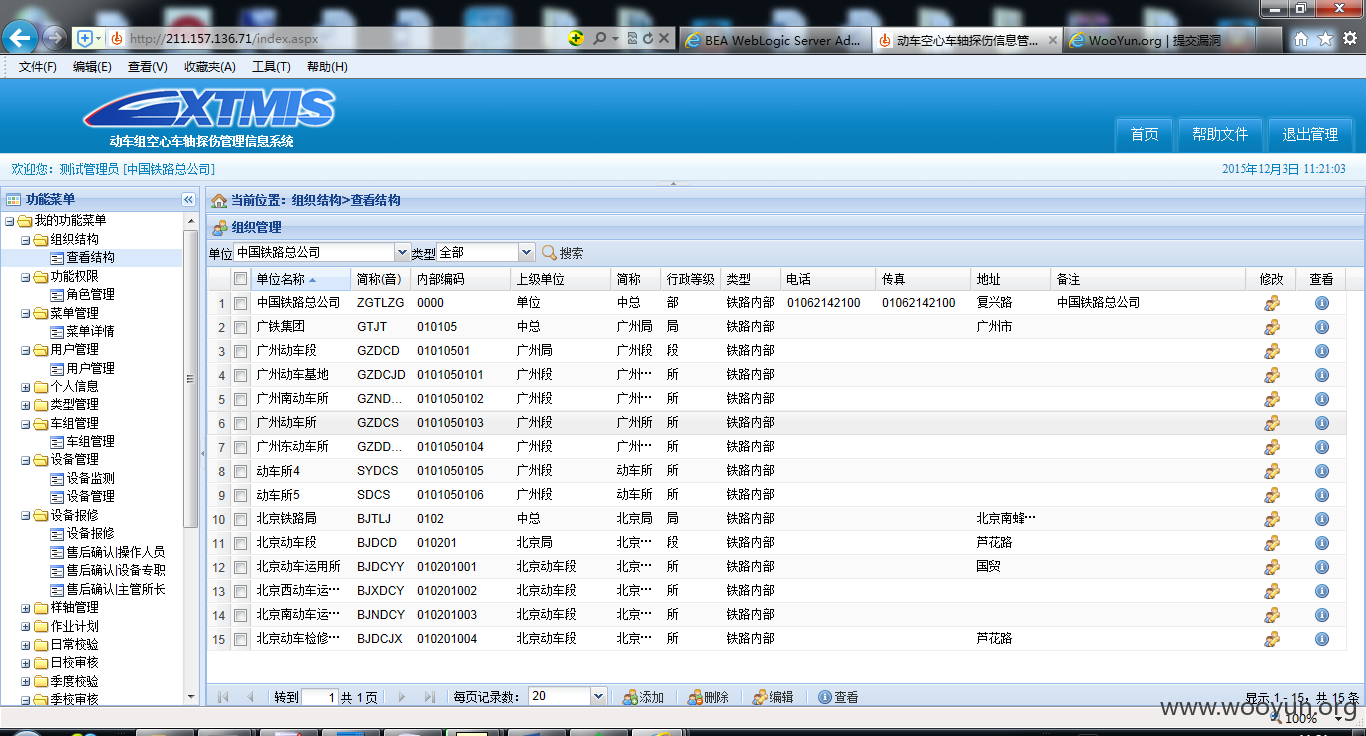 http://211.157.136.71/index.aspx
BEA WebLogic Server Ad...
动车空心车轴探伤信息管...
WooYun.org | 提交漏洞
文件(F) 编辑(E) 查看(V) 收藏夹(A) 工具(T) 帮助(H)
EXTMIS
动车组空心车轴探伤管理信息系统
首页 帮助文件 退出管理
欢迎您: 测试管理员 [中国铁路总公司]
2015年12月3日 11:21:03
功能菜单
我的功能菜单
组织结构
查看结构
功能权限
角色管理
菜单管理
菜单详情
用户管理
用户管理
个人信息
类型管理
车组管理
车组管理
设备管理
设备监测
设备管理
设备报修
设备报修
售后确认|操作人员
售后确认|设备专职
售后确认|主管所长
样轴管理
作业计划
日常校验
日校审核
季度校验
季校审核
当前位置: 组织结构>查看结构
组织管理
单位 中国铁路总公司 类型 全部 搜索
单位名称 简称(音) 内部编码 上级单位 简称 行政等级 类型 电话 传真 地址 备注 修改 查看
1 中国铁路总公司 ZGTLZG 0000 单位 中总 部 铁路内部 01062142100 01062142100 复兴路 中国铁路总公司
2 广铁集团 GTJT 010105 中总 广州局 局 铁路内部 广州市
3 广州动车段 GZDCD 01010501 广州局 广州段 段 铁路内部
4 广州动车基地 GZDCJD 0101050101 广州段 广州… 所 铁路内部
5 广州南动车所 GZND... 0101050102 广州段 广州… 所 铁路内部
6 广州动车所 GZDCS 0101050103 广州段 广州所 所 铁路内部
7 广州东动车所 GZDD... 0101050104 广州段 广州… 所 铁路内部
8 动车所4 SYDCS 0101050105 广州段 动车所 所 铁路内部
9 动车所5 SDCS 0101050106 广州段 动车所 所 铁路内部
10 北京铁路局 BJTLJ 0102 中总 北京局 局 铁路内部 北京南蜂…
11 北京动车段 BJDCD 010201 北京局 北京… 段 铁路内部 芦花路
12 北京动车运用所 BJDCYY 010201001 北京动车段 北京… 所 铁路内部 国贸
13 北京西动车运… BJXDCY 010201002 北京动车段 北京… 所 铁路内部
14 北京南动车运… BJNDCY 010201003 北京动车段 北京… 所 铁路内部
15 北京动车检修… BJDCJX 010201004 北京动车段 北京… 所 铁路内部 芦花路
转到 1 共 1 页 每页记录数: 20 添加 删除 编辑 查看 显示 1 - 15, 共 15 条
www.wooyun.org
100%